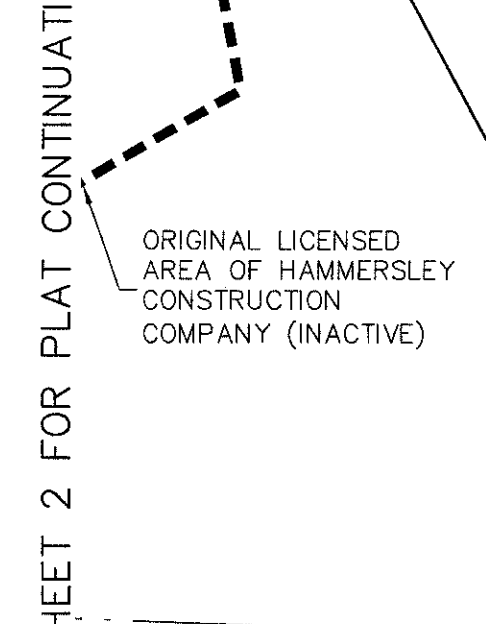 HEET 2 FOR PLAT CONTINUATI
ORIGINAL LICENSED
AREA OF HAMMERSLEY
CONSTRUCTION
COMPANY (INACTIVE)